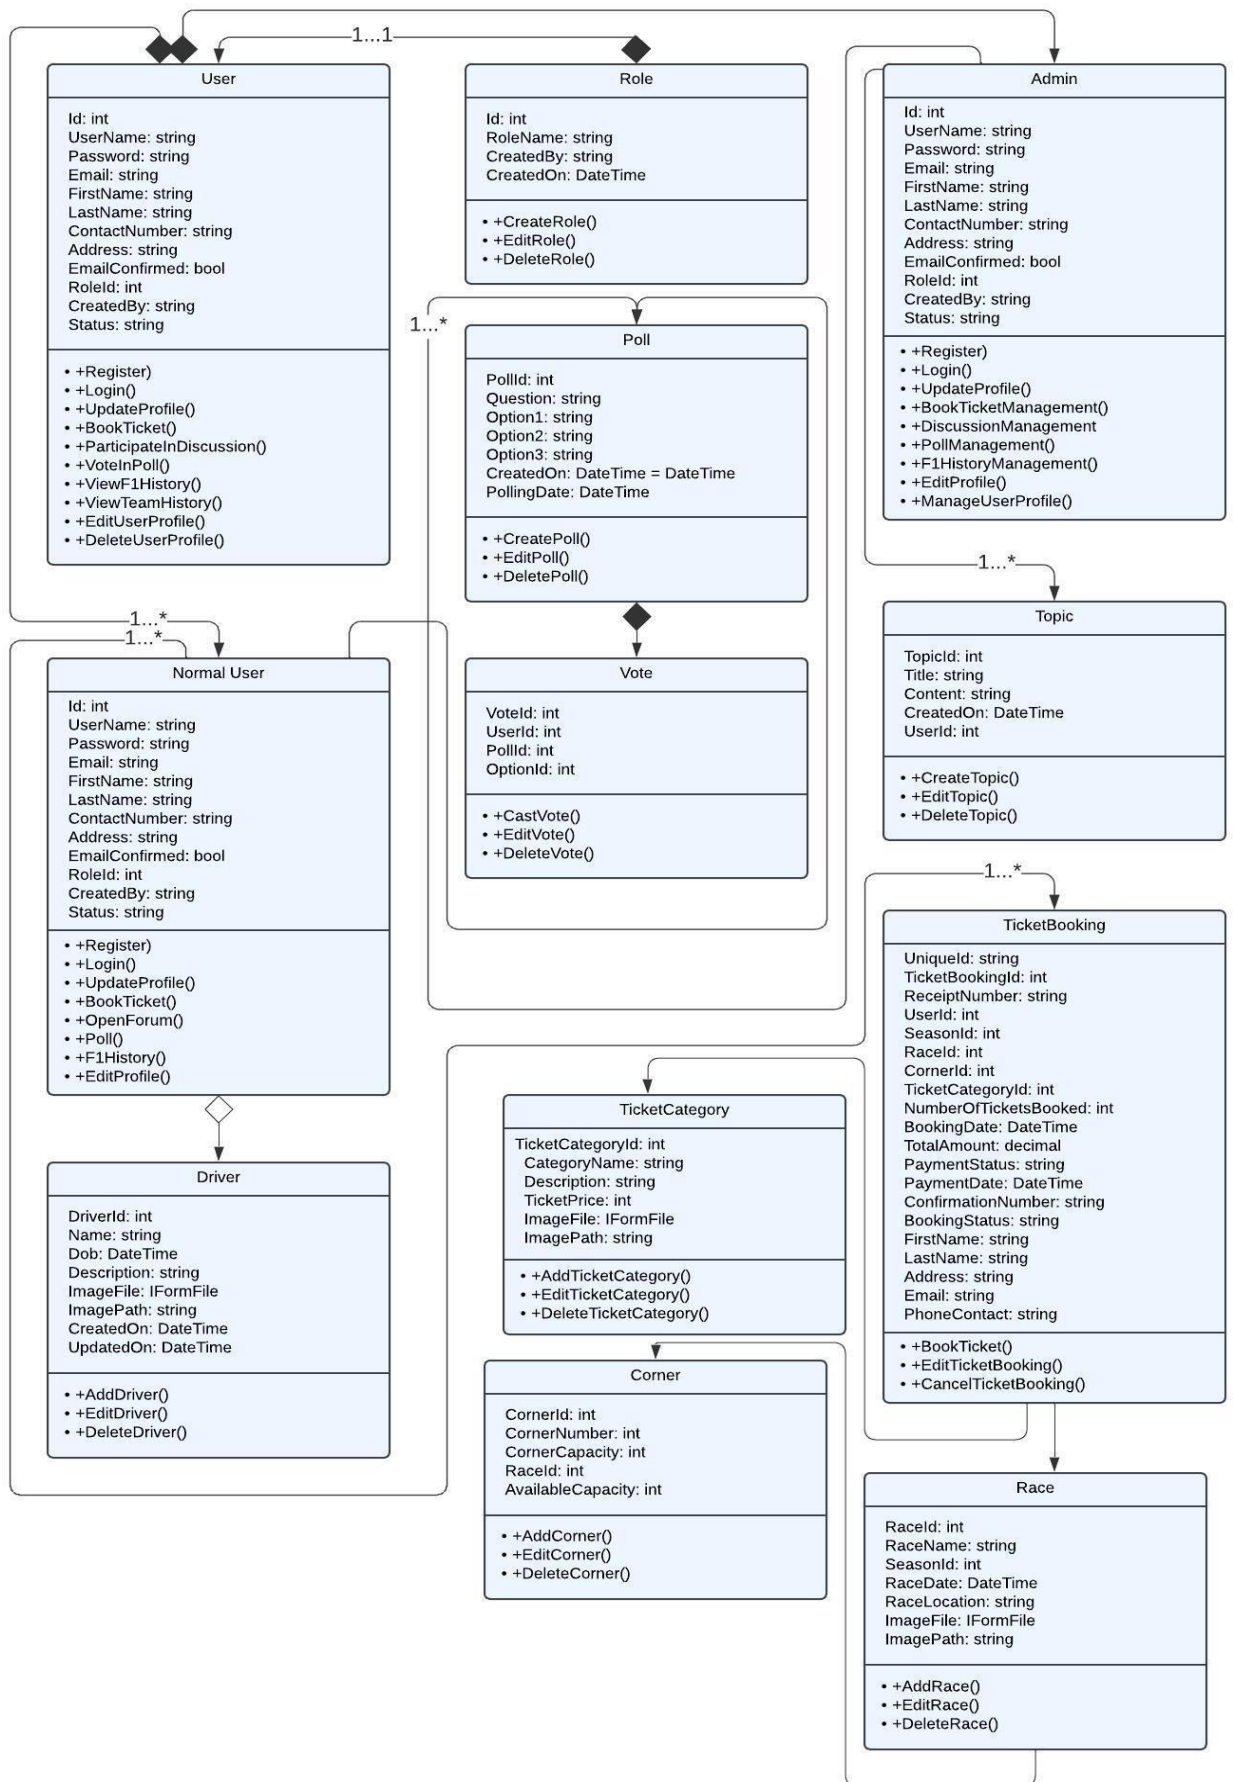 1...1
User
Id: int
UserName: string
Password: string
Email: string
FirstName: string
LastName: string
ContactNumber: string
Address: string
EmailConfirmed: bool
RoleId: int
CreatedBy: string
Status: string
• +Register)
• +Login()
• +UpdateProfile()
• +BookTicket()
• +ParticipateInDiscussion()
• +VoteInPoll()
• +ViewF1History()
• +ViewTeamHistory()
• +EditUserProfile()
• +DeleteUserProfile()
Role
Id: int
RoleName: string
CreatedBy: string
CreatedOn: DateTime
• +CreateRole()
• +EditRole()
• +DeleteRole()
Admin
Id: int
UserName: string
Password: string
Email: string
FirstName: string
LastName: string
ContactNumber: string
Address: string
EmailConfirmed: bool
RoleId: int
CreatedBy: string
Status: string
• +Register)
• +Login()
• +UpdateProfile()
• +BookTicketManagement()
• +DiscussionManagement
• +PollManagement()
• +F1HistoryManagement()
• +EditProfile()
• +ManageUserProfile()
1...*
Poll
PollId: int
Question: string
Option1: string
Option2: string
Option3: string
CreatedOn: DateTime = DateTime
PollingDate: DateTime
• +CreatePoll()
• +EditPoll()
• +DeletePoll()
1...*
Topic
TopicId: int
Title: string
Content: string
CreatedOn: DateTime
UserId: int
• +CreateTopic()
• +EditTopic()
• +DeleteTopic()
1...*
1...*
Normal User
Id: int
UserName: string
Password: string
Email: string
FirstName: string
LastName: string
ContactNumber: string
Address: string
EmailConfirmed: bool
RoleId: int
CreatedBy: string
Status: string
• +Register)
• +Login()
• +UpdateProfile()
• +BookTicket()
• +OpenForum()
• +Poll()
• +F1History()
• +EditProfile()
Vote
VoteId: int
UserId: int
PollId: int
OptionId: int
• +CastVote()
• +EditVote()
• +DeleteVote()
1...*
TicketBooking
UniqueId: string
TicketBookingId: int
ReceiptNumber: string
UserId: int
SeasonId: int
RaceId: int
CornerId: int
TicketCategoryId: int
NumberOfTicketsBooked: int
BookingDate: DateTime
TotalAmount: decimal
PaymentStatus: string
PaymentDate: DateTime
ConfirmationNumber: string
BookingStatus: string
FirstName: string
LastName: string
Address: string
Email: string
PhoneContact: string
• +BookTicket()
• +EditTicketBooking()
• +CancelTicketBooking()
TicketCategory
TicketCategoryId: int
CategoryName: string
Description: string
TicketPrice: int
ImageFile: IFormFile
ImagePath: string
• +AddTicketCategory()
• +EditTicketCategory()
• +DeleteTicketCategory()
Driver
DriverId: int
Name: string
Dob: DateTime
Description: string
ImageFile: IFormFile
ImagePath: string
CreatedOn: DateTime
UpdatedOn: DateTime
• +AddDriver()
• +EditDriver()
• +DeleteDriver()
Corner
CornerId: int
CornerNumber: int
CornerCapacity: int
RaceId: int
AvailableCapacity: int
• +AddCorner()
• +EditCorner()
• +DeleteCorner()
Race
RaceId: int
RaceName: string
SeasonId: int
RaceDate: DateTime
RaceLocation: string
ImageFile: IFormFile
ImagePath: string
• +AddRace()
• +EditRace()
• +DeleteRace()